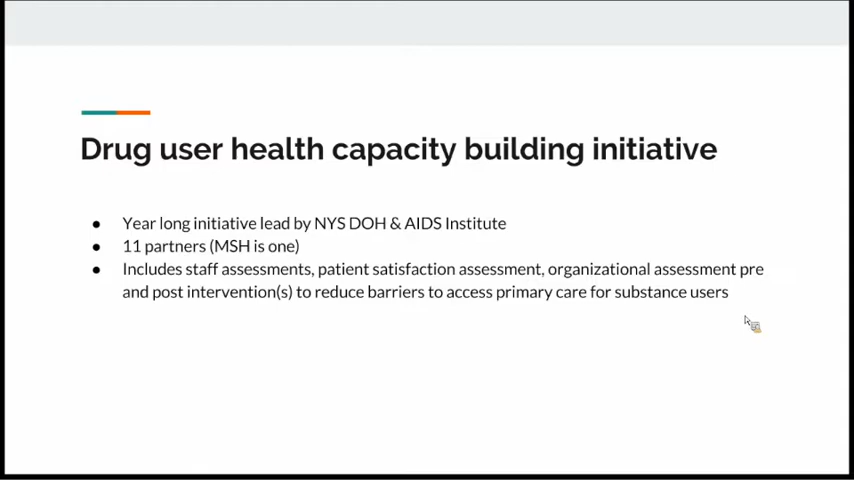 Drug user health capacity building initiative
● Year long initiative lead by NYS DOH & AIDS Institute
● 11 partners (MSH is one)
● Includes staff assessments, patient satisfaction assessment, organizational assessment pre
and post intervention(s) to reduce barriers to access primary care for substance users